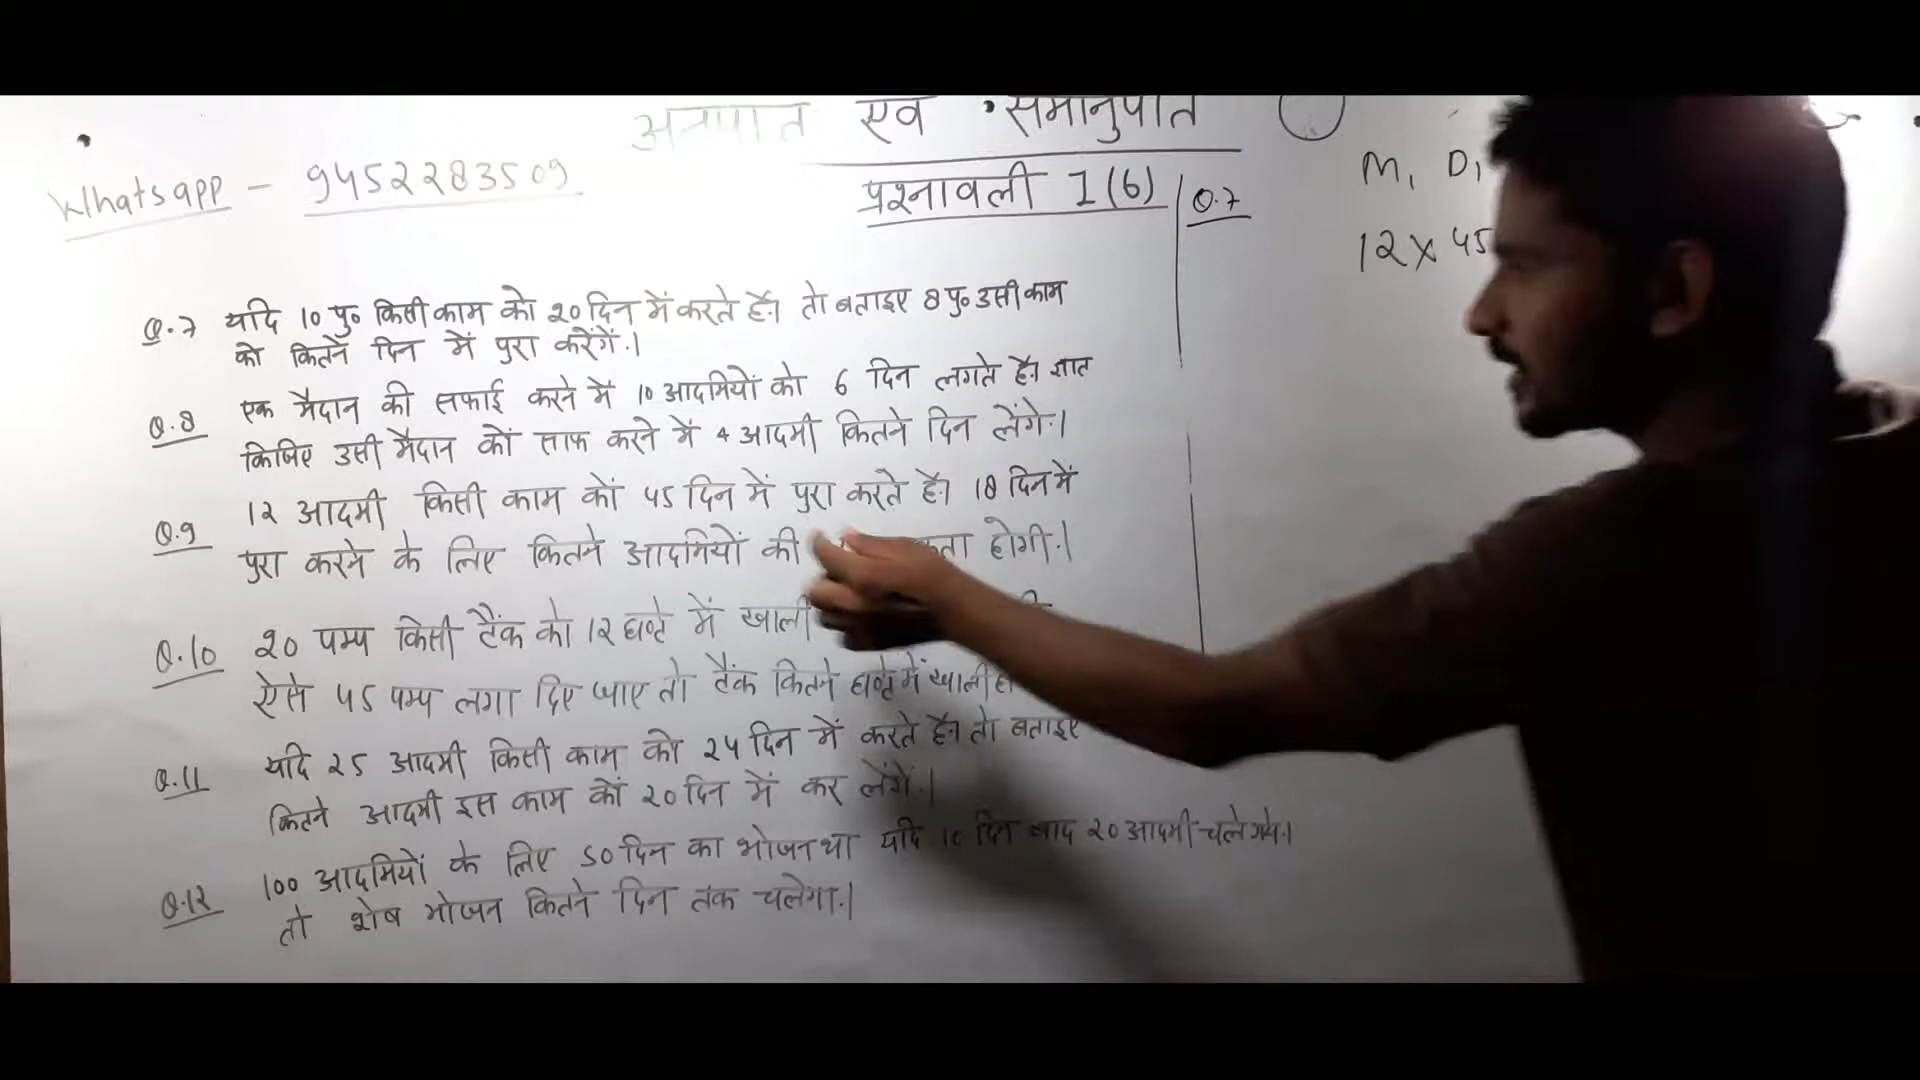 अनुपात एवं समानुपात
Whatsapp - 9452283509
प्रश्नावली 1(6)
Q.7
M, D,
12 x 45
Q.7 यदि 10 पु० किसी काम को 20 दिन में करते हैं। तो बताइए 8 पु० उसी काम
को कितने दिन में पुरा करेंगें।
Q.8 एक मैदान की सफाई करने में 10 आदमियों को 6 दिन लगते है। ज्ञात
किजिए उसी मैदान कों साफ करने में 4 आदमी कितने दिन लेंगे।
Q.9 12 आदमी किसी काम कों 45 दिन में पुरा करते है। 18 दिन में
पुरा करने के लिए कितने आदमियों की होगी।
Q.10 20 पम्प किसी टैंक को 12 घण्टे में खाली
ऐसे 45 पम्प लगा दिए जाए तो टैंक कितने घण्टे में खाली
Q.11 यदि 25 आदमी किसी काम को 24 दिन में करते है। तो बताइए
कितने आदमी इस काम कों 20 दिन में कर लेंगें।
Q.12 100 आदमियों के लिए 50 दिन का भोजन था यदि 10 दिन बाद 20 आदमी चले गये।
तो शेष भोजन कितने दिन तक चलेगा।